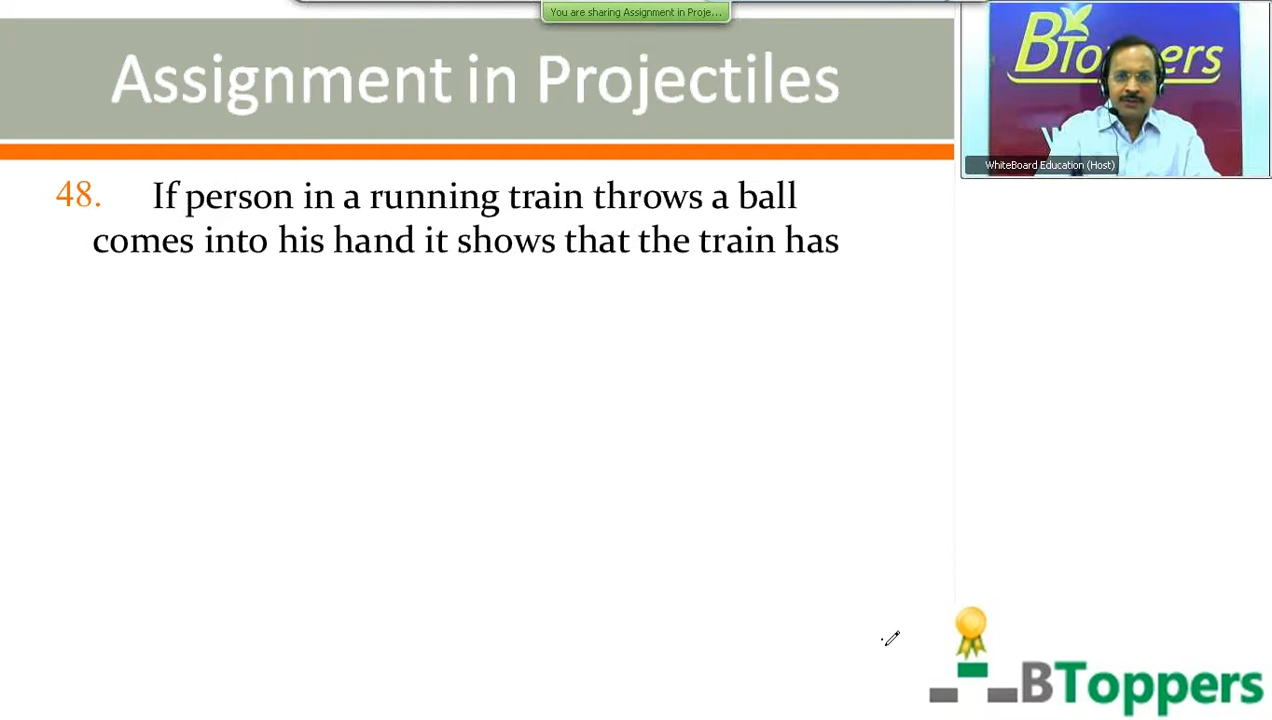 You are sharing Assignment in Proje...
Assignment in Projectiles
BToppers
WhiteBoard Education (Host)
48. If person in a running train throws a ball
comes into his hand it shows that the train has
BToppers